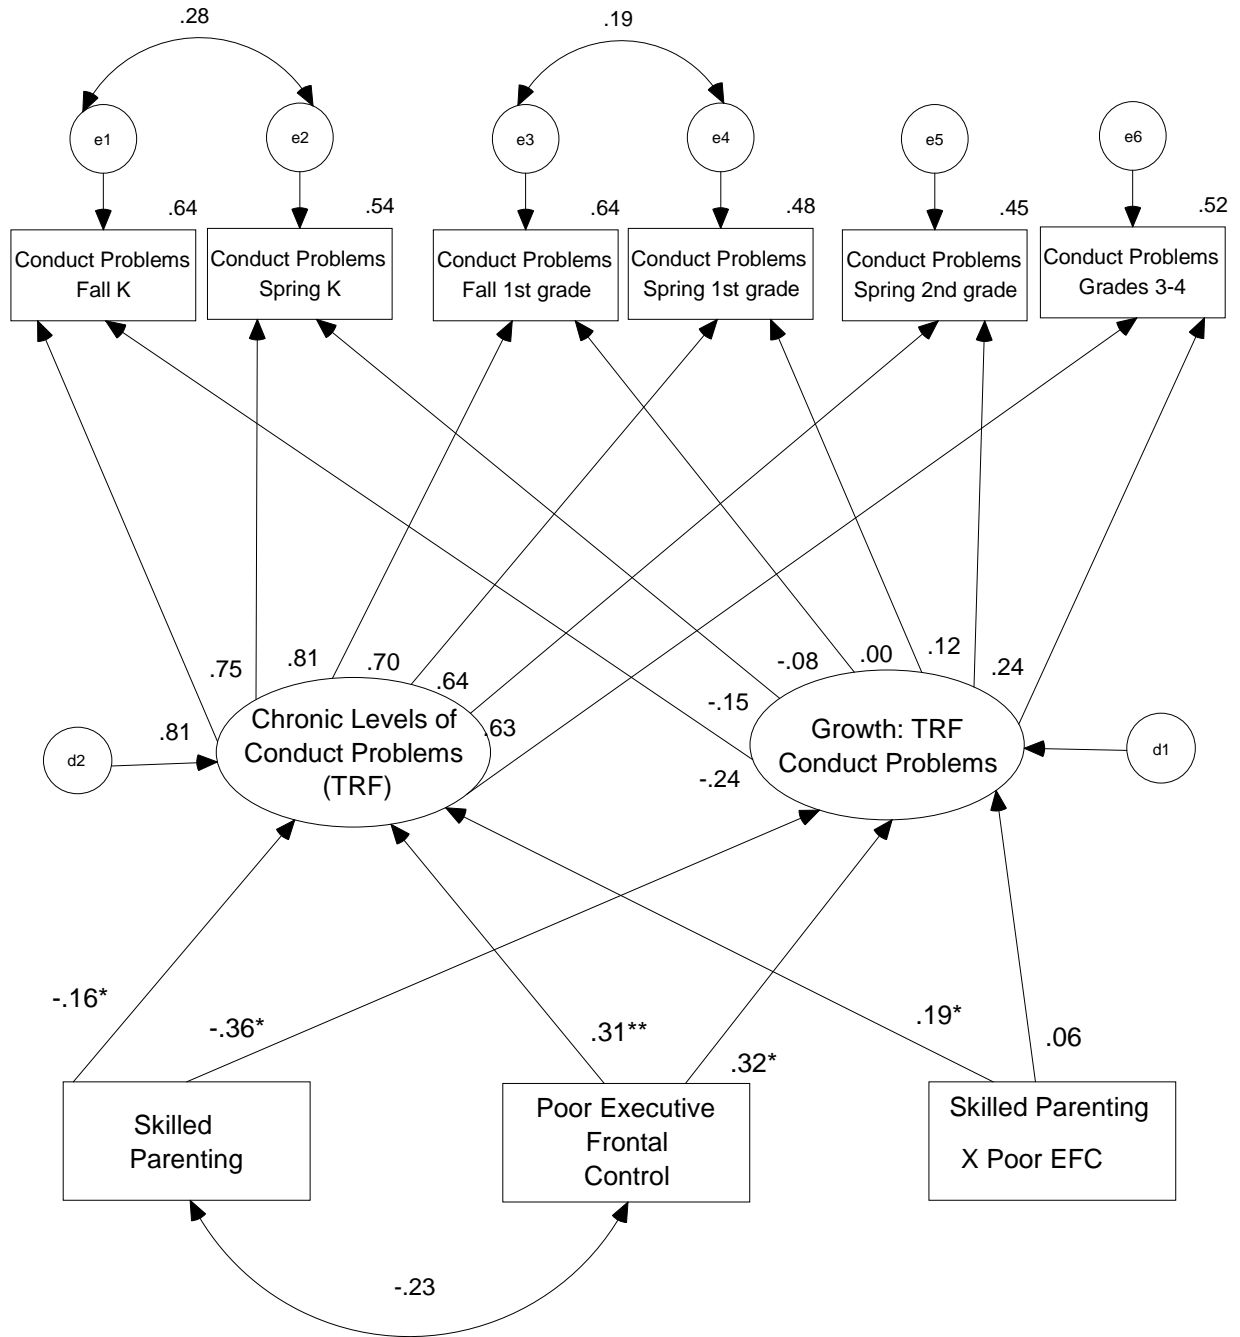 .28
.19
e1
e2
e3
e4
e5
e6
.64
.54
.64
.48
.45
.52
Conduct Problems
Fall K
Conduct Problems
Spring K
Conduct Problems
Fall 1st grade
Conduct Problems
Spring 1st grade
Conduct Problems
Spring 2nd grade
Conduct Problems
Grades 3-4
.81
.75
.81
.70
.64
.63
-.24
-.15
-.08
.00
.12
.24
d2
Chronic Levels of
Conduct Problems
(TRF)
Growth: TRF
Conduct Problems
d1
-.16*
-.36*
.31**
.32*
.19*
.06
Skilled
Parenting
Poor Executive
Frontal
Control
Skilled Parenting
X Poor EFC
-.23